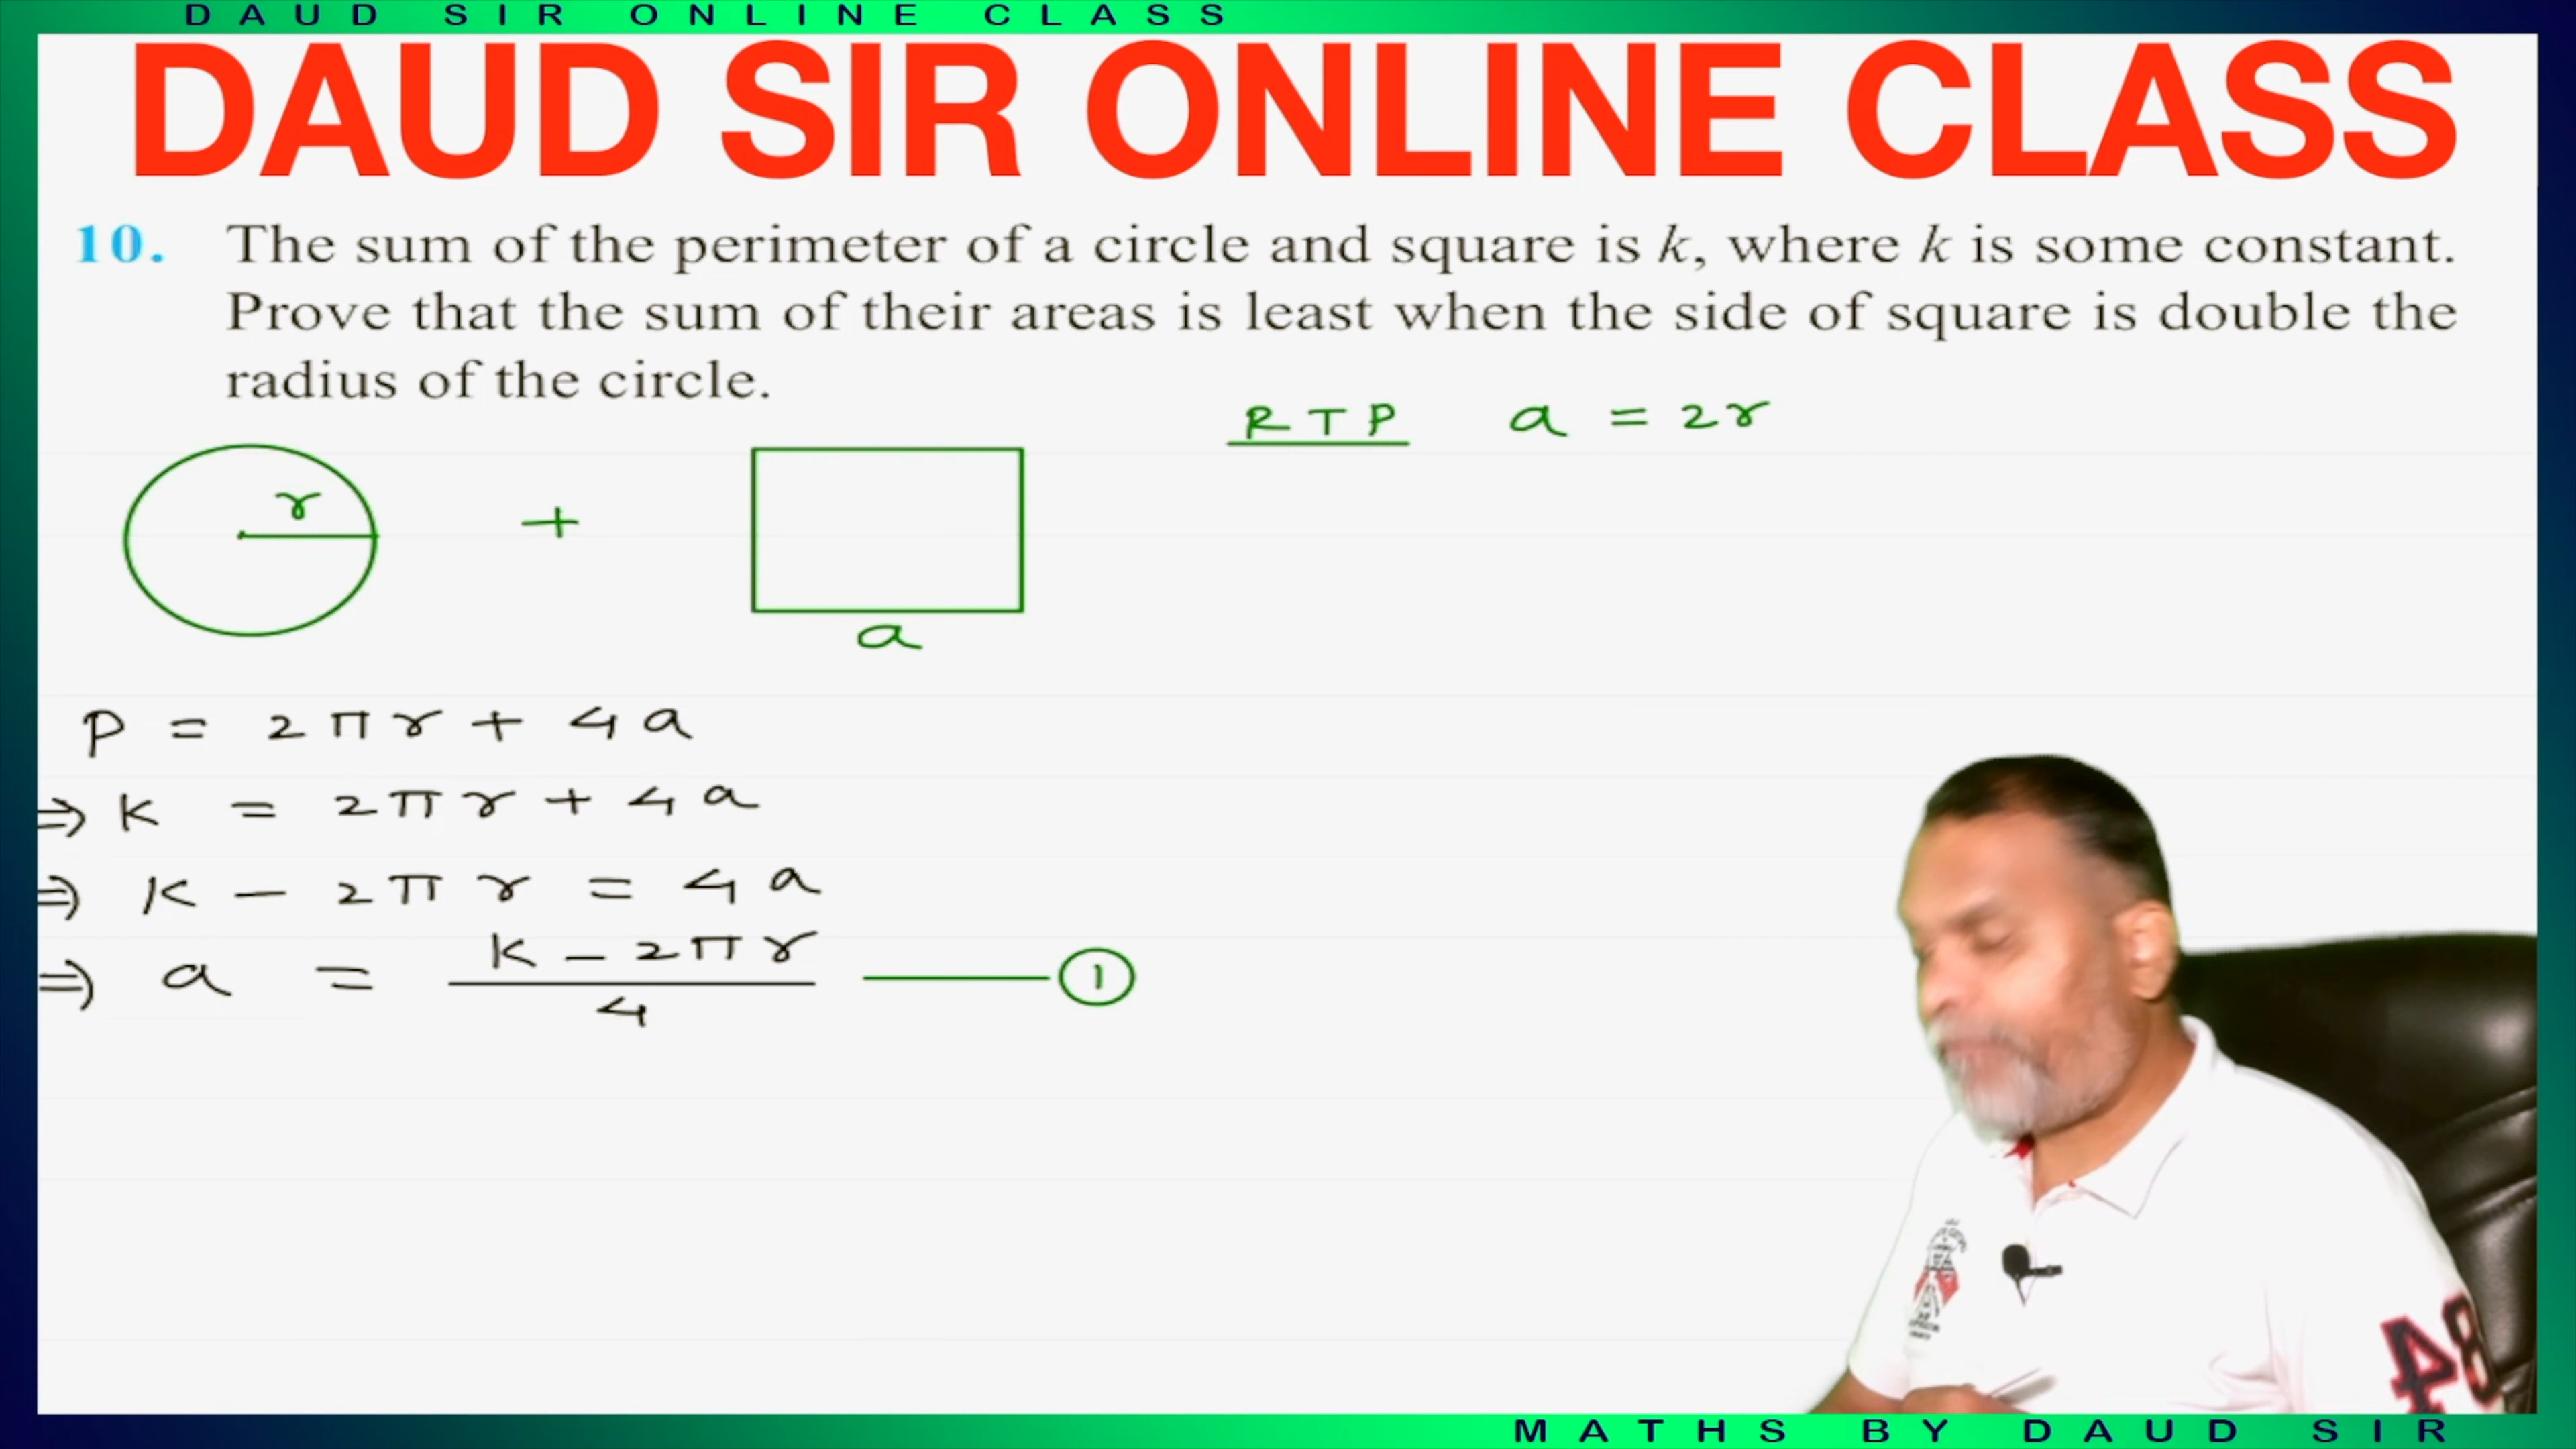 DAUD SIR ONLINE CLASS
DAUD SIR ONLINE CLASS
10. The sum of the perimeter of a circle and square is k, where k is some constant.
Prove that the sum of their areas is least when the side of square is double the
radius of the circle.
RTP a = 2r
r
+
a
P = 2πr + 4a
⇒ K = 2πr + 4a
⇒ K - 2πr = 4a
⇒ a = (K - 2πr)/4 ——— ①
48
MATHS BY DAUD SIR